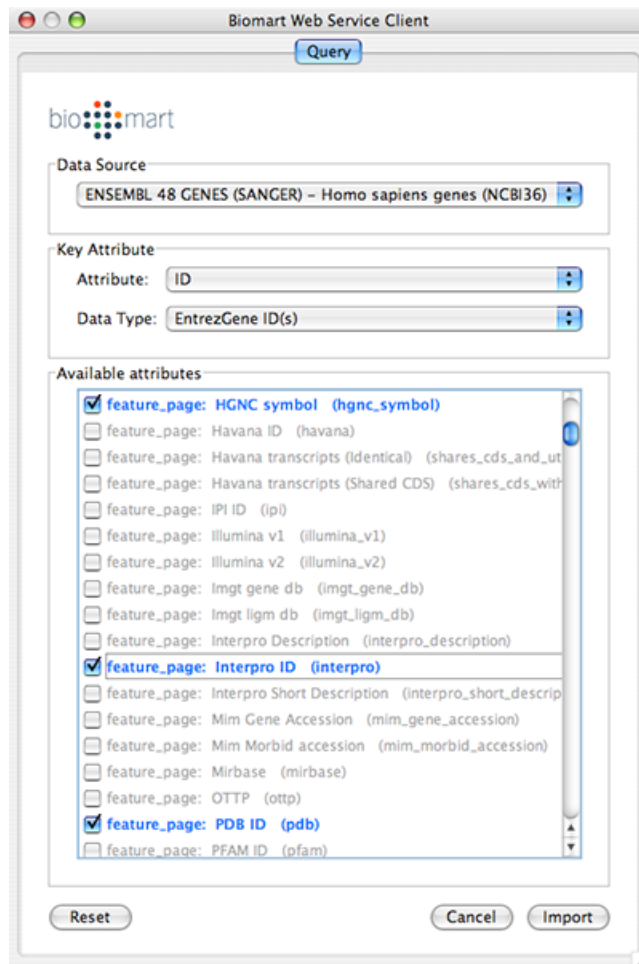 Biomart Web Service Client
Query
bio mart
Data Source
ENSEMBL 48 GENES (SANGER) – Homo sapiens genes (NCBI36)
Key Attribute
Attribute: ID
Data Type: EntrezGene ID(s)
Available attributes
feature_page: HGNC symbol (hgnc_symbol)
feature_page: Havana ID (havana)
feature_page: Havana transcripts (Identical) (shares_cds_and_ut
feature_page: Havana transcripts (Shared CDS) (shares_cds_with
feature_page: IPI ID (ipi)
feature_page: Illumina v1 (illumina_v1)
feature_page: Illumina v2 (illumina_v2)
feature_page: Imgt gene db (imgt_gene_db)
feature_page: Imgt ligm db (imgt_ligm_db)
feature_page: Interpro Description (interpro_description)
feature_page: Interpro ID (interpro)
feature_page: Interpro Short Description (interpro_short_descrip
feature_page: Mim Gene Accession (mim_gene_accession)
feature_page: Mim Morbid accession (mim_morbid_accession)
feature_page: Mirbase (mirbase)
feature_page: OTTP (ottp)
feature_page: PDB ID (pdb)
feature_page: PFAM ID (pfam)
Reset Cancel Import